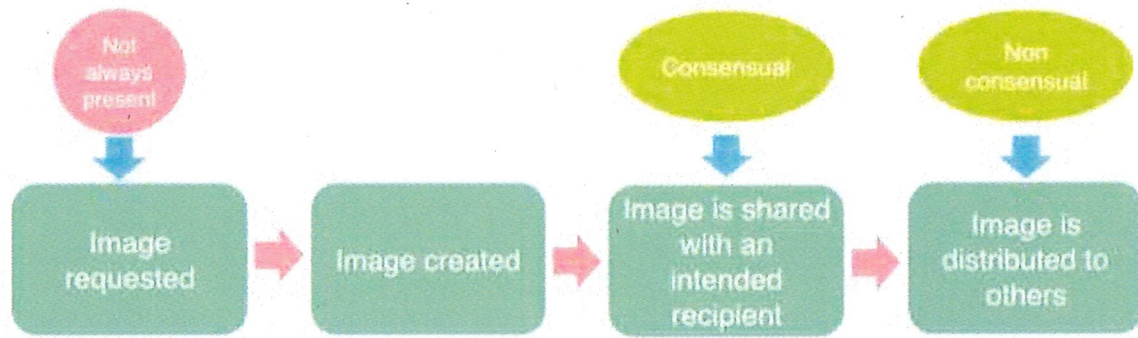 Not
always
present
Consensual
Non
consensual
Image
requested
Image created
Image is shared
with an
intended
recipient
Image is
distributed to
others